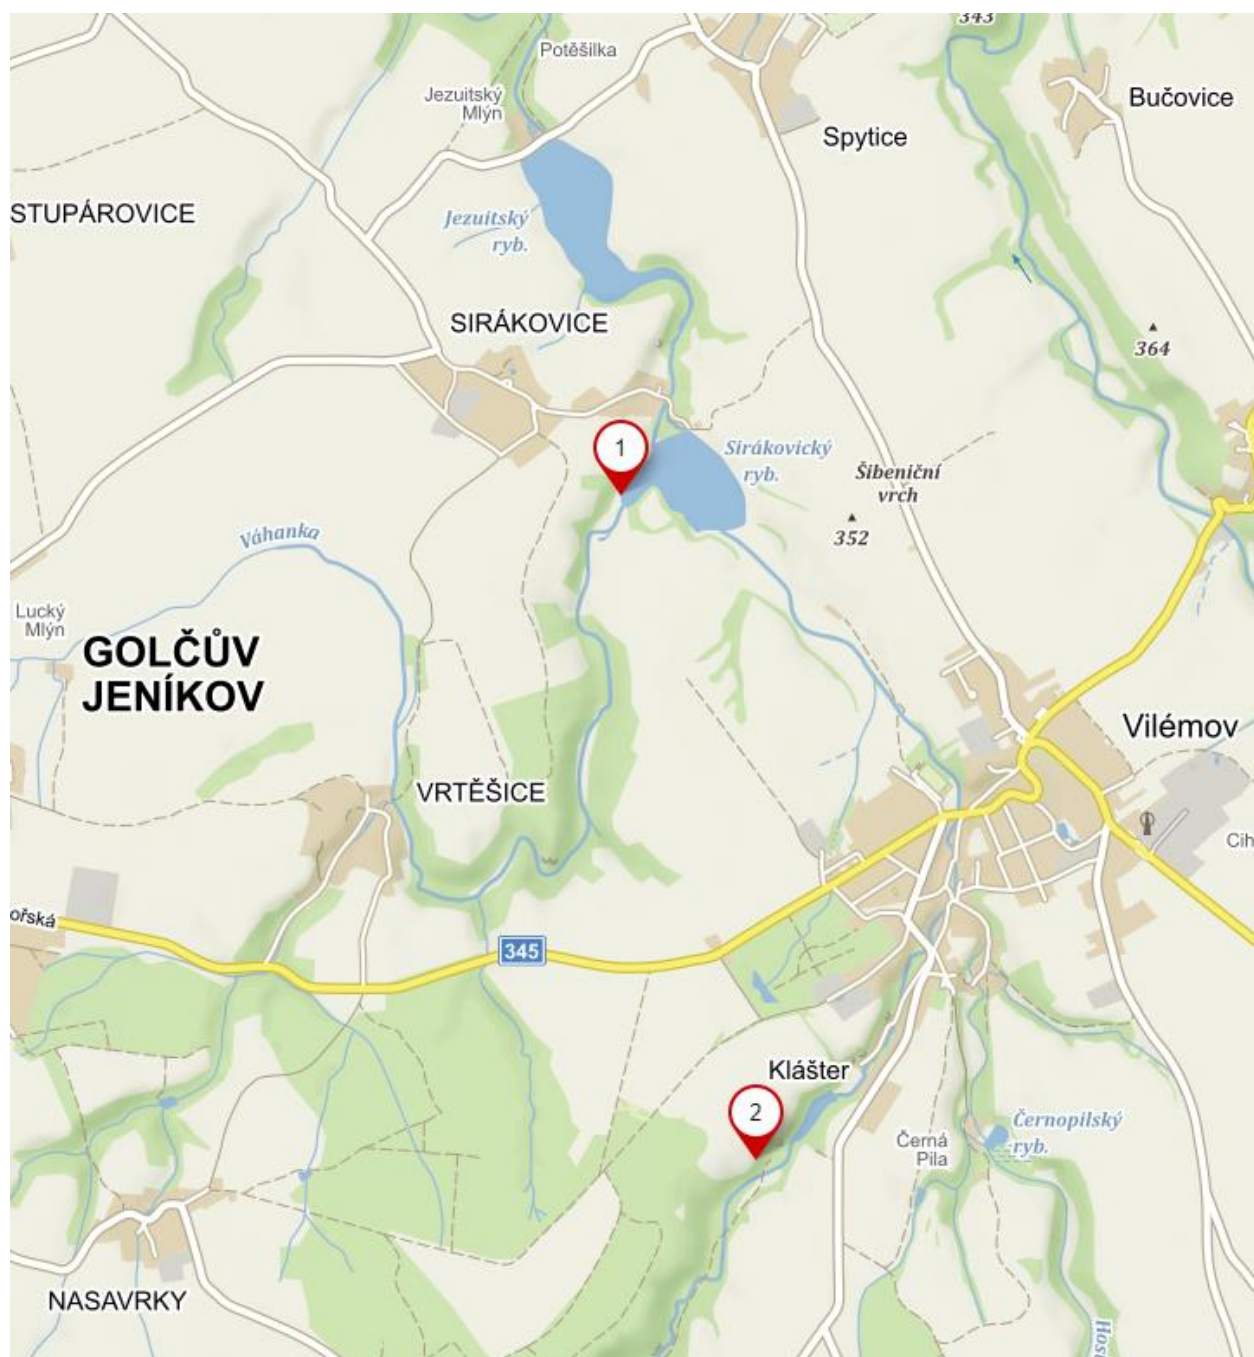 343
Potěšilka
Jezuitský
Mlýn
Bučovice
Spytice
STUPÁROVICE
Jezuitský
ryb.
SIRÁKOVICE
364
1
Sirákovický
ryb.
Šibeniční
vrch
352
Váhanka
Lucký
Mlýn
GOLČŮV
JENÍKOV
Vilémov
VRTĚŠICE
Cih
ořská
345
Klášter
2
Černopilský
ryb.
Černá
Pila
NASAVRKY
Hos